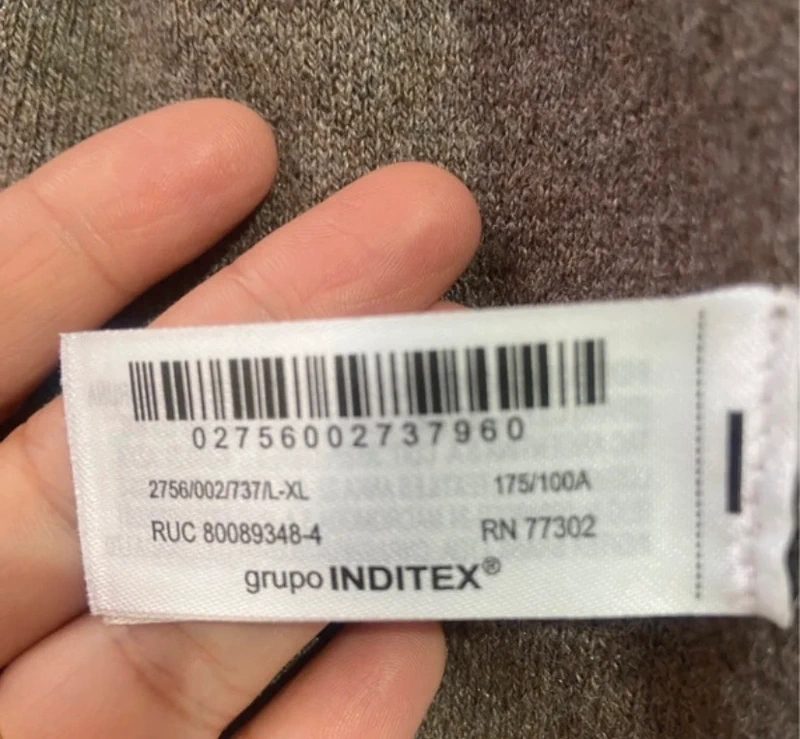 02756002737960
2756/002/737/L-XL 175/100A
RUC 80089348-4 RN 77302
grupo INDITEX®